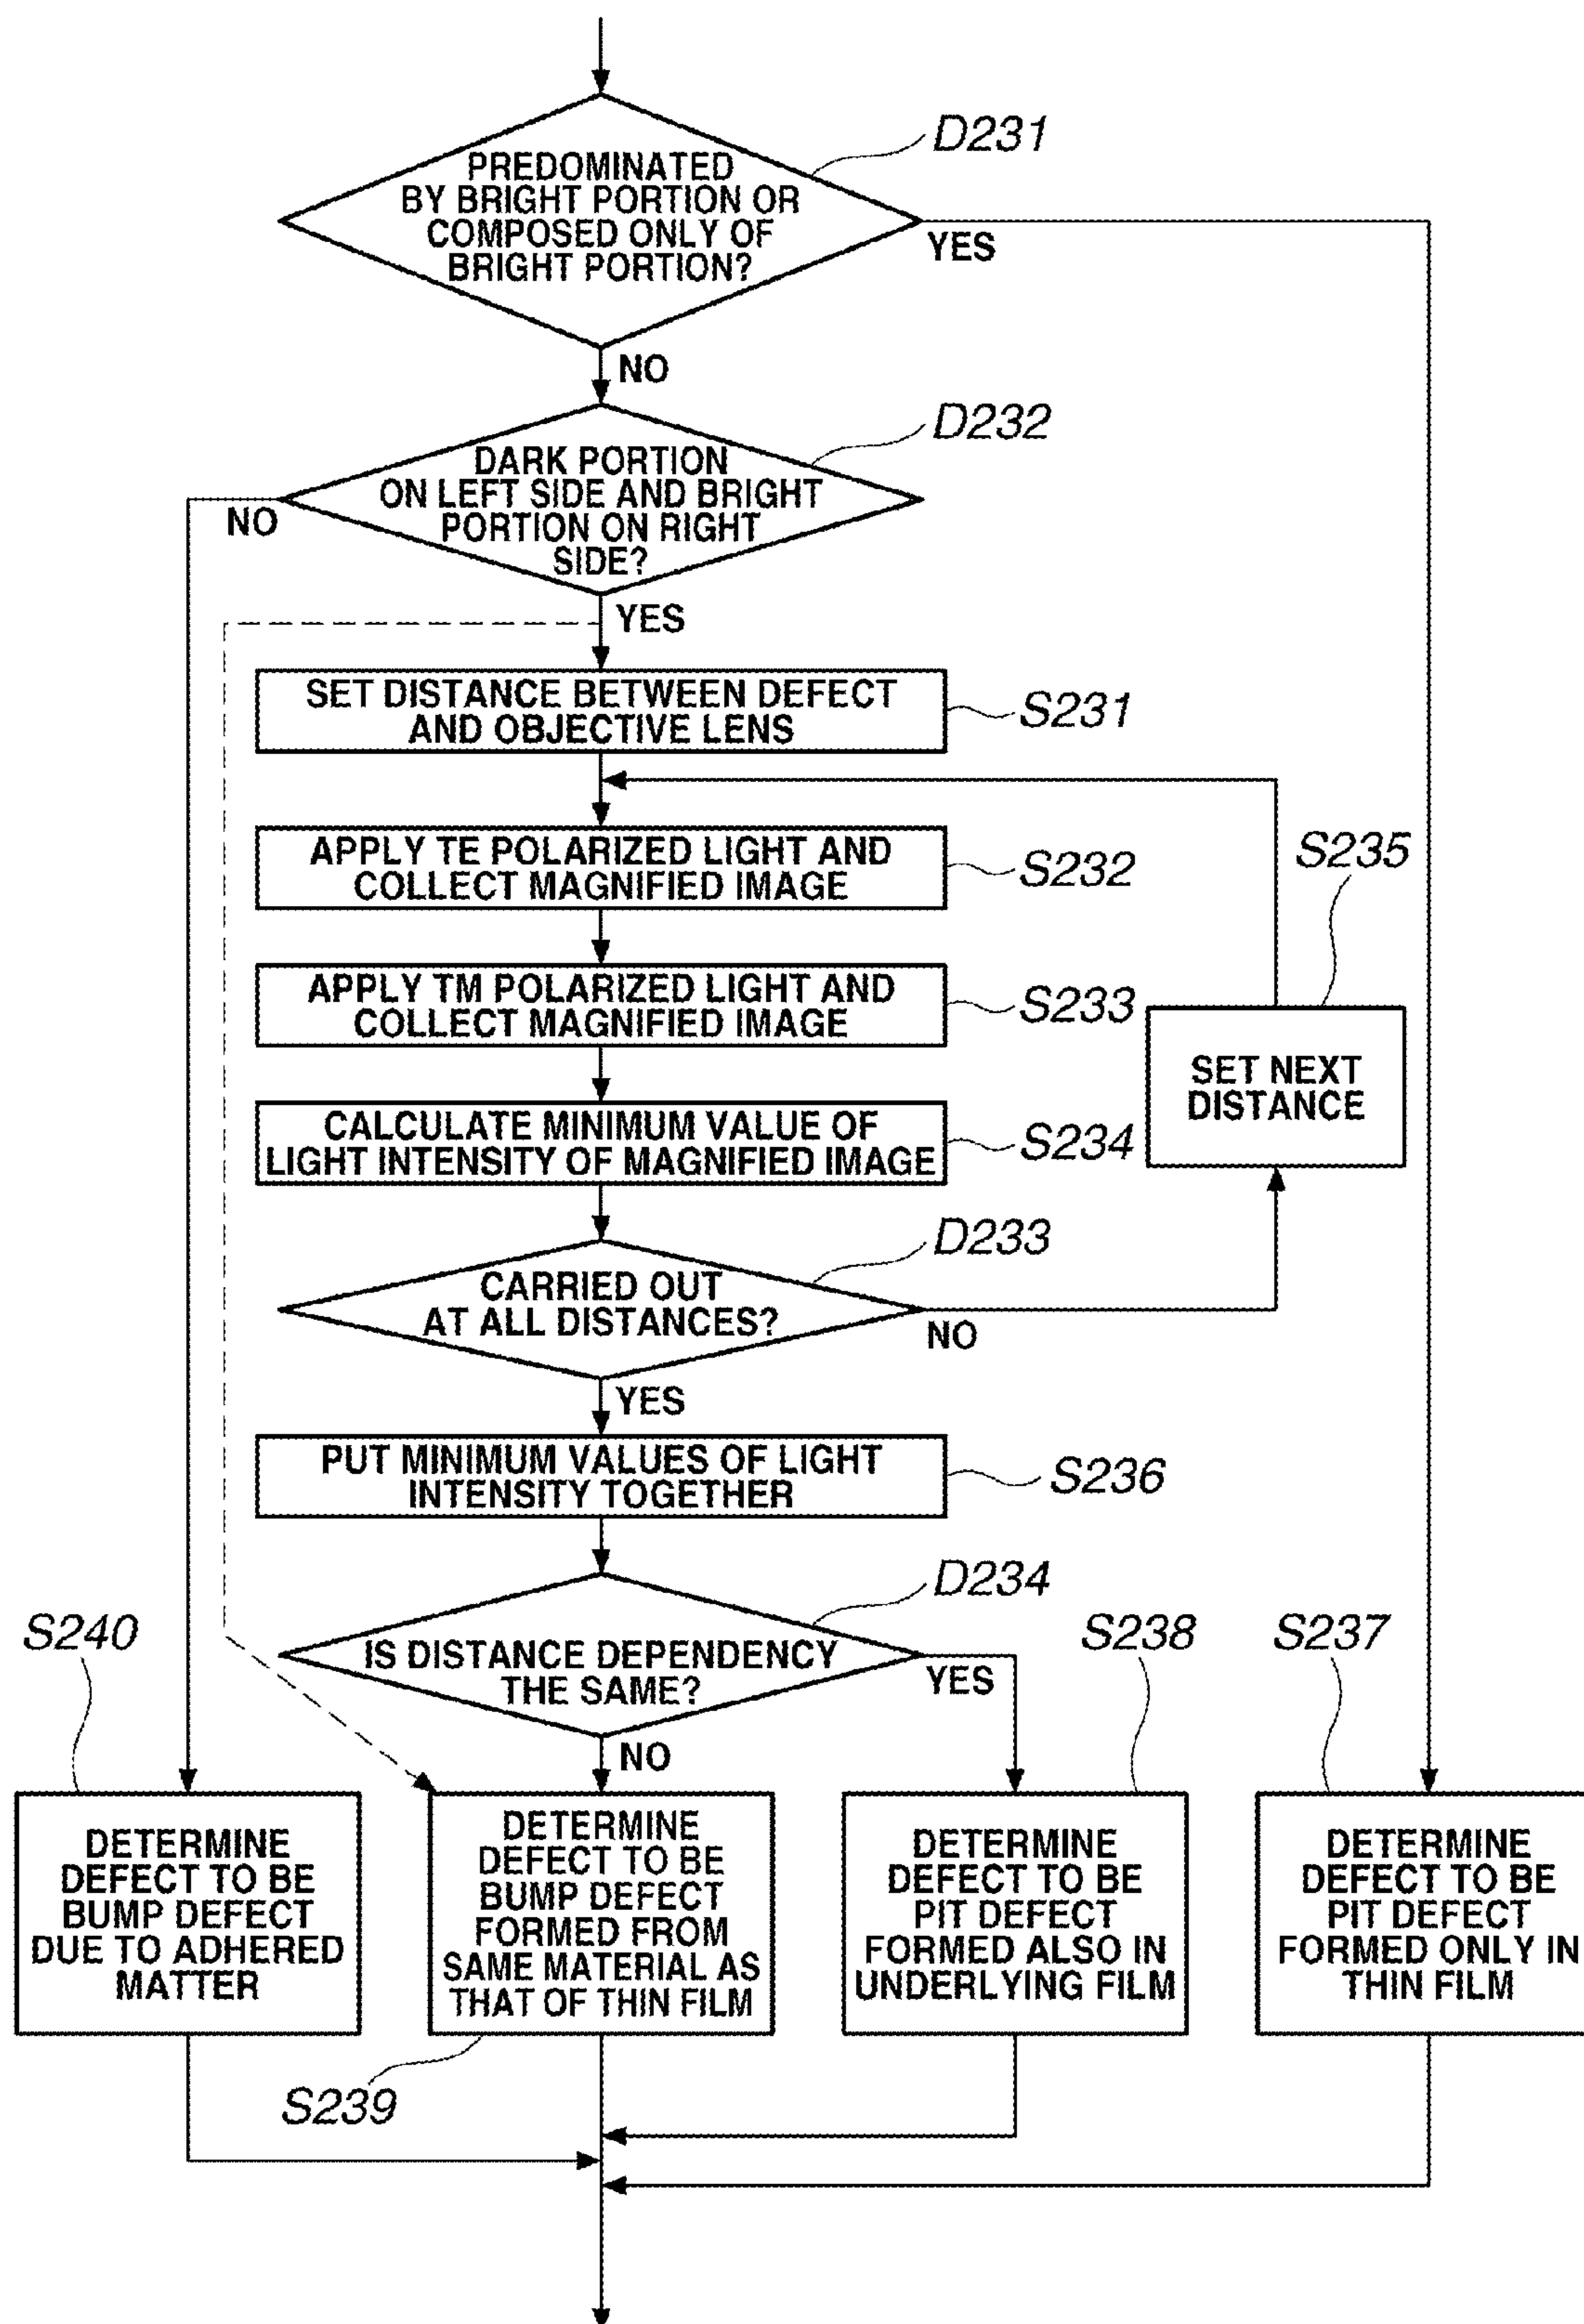 D231
PREDOMINATED
BY BRIGHT PORTION OR
COMPOSED ONLY OF
BRIGHT PORTION?
YES
NO
D232
DARK PORTION
ON LEFT SIDE AND BRIGHT
PORTION ON RIGHT
SIDE?
NO
YES
SET DISTANCE BETWEEN DEFECT
AND OBJECTIVE LENS
S231
APPLY TE POLARIZED LIGHT AND
COLLECT MAGNIFIED IMAGE
S232
S235
APPLY TM POLARIZED LIGHT AND
COLLECT MAGNIFIED IMAGE
S233
SET NEXT
DISTANCE
CALCULATE MINIMUM VALUE OF
LIGHT INTENSITY OF MAGNIFIED IMAGE
S234
D233
CARRIED OUT
AT ALL DISTANCES?
NO
YES
PUT MINIMUM VALUES OF LIGHT
INTENSITY TOGETHER
S236
D234
IS DISTANCE DEPENDENCY
THE SAME?
YES
NO
S240
S238
S237
DETERMINE
DEFECT TO BE
BUMP DEFECT
DUE TO ADHERED
MATTER
DETERMINE
DEFECT TO BE
BUMP DEFECT
FORMED FROM
SAME MATERIAL AS
THAT OF THIN FILM
DETERMINE
DEFECT TO BE
PIT DEFECT
FORMED ALSO IN
UNDERLYING FILM
DETERMINE
DEFECT TO BE
PIT DEFECT
FORMED ONLY IN
THIN FILM
S239